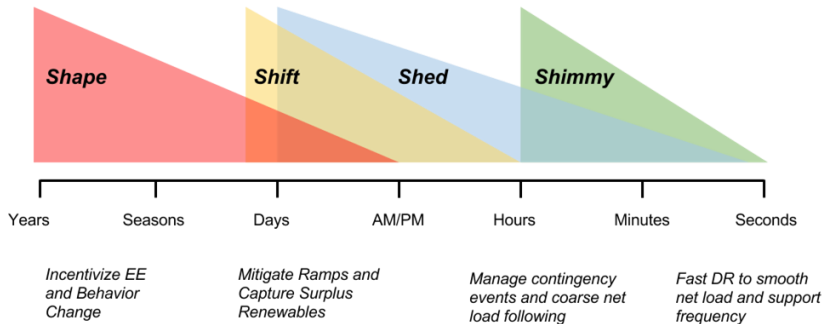 Shape
Shift
Shed
Shimmy
Years
Seasons
Days
AM/PM
Hours
Minutes
Seconds
Incentivize EE
and Behavior
Change
Mitigate Ramps and
Capture Surplus
Renewables
Manage contingency
events and coarse net
load following
Fast DR to smooth
net load and support
frequency